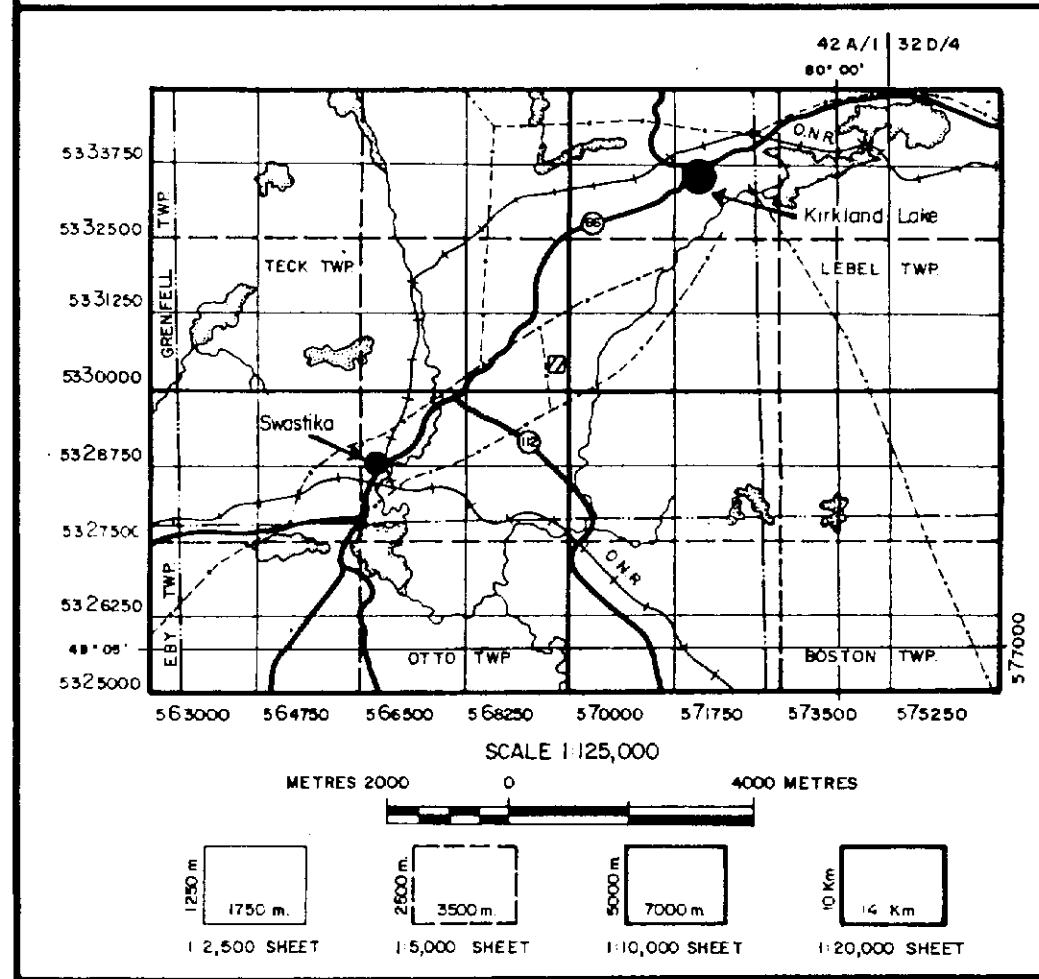 42 A/1 32 D/4
80° 00'
O.N.R.
5333750
Kirkland Lake
66
5332500
TWP.
TECK TWP.
LEBEL TWP.
5331250
GRENFELL
5330000
Swastika
112
5328750
5327500
O.N.R.
5326250
EBY TWP.
48° 05'
OTTO TWP.
BOSTON TWP.
5325000
577000
563000 564750 566500 568250 570000 571750 573500 575250
SCALE 1:125,000
METRES 2000 0 4000 METRES
1250 m.
1750 m.
2500 m.
3500 m.
5000 m.
7000 m.
10 Km
14 Km
1:2,500 SHEET
1:5,000 SHEET
1:10,000 SHEET
1:20,000 SHEET